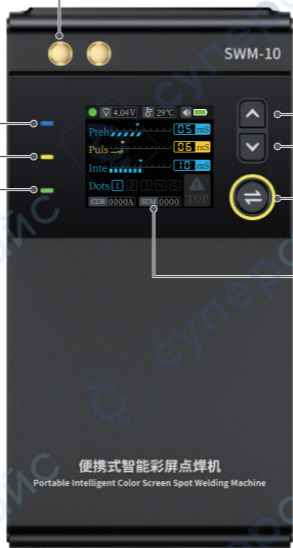 SWM-10
4.04V 29℃
Preh 05 mS
Puls 06 mS
Inte 10 mS
Dots 1 2 3 4 5
TOP
CUR 0000A SUM 0000
便携式智能彩屏点焊机
Portable Intelligent Color Screen Spot Welding Machine